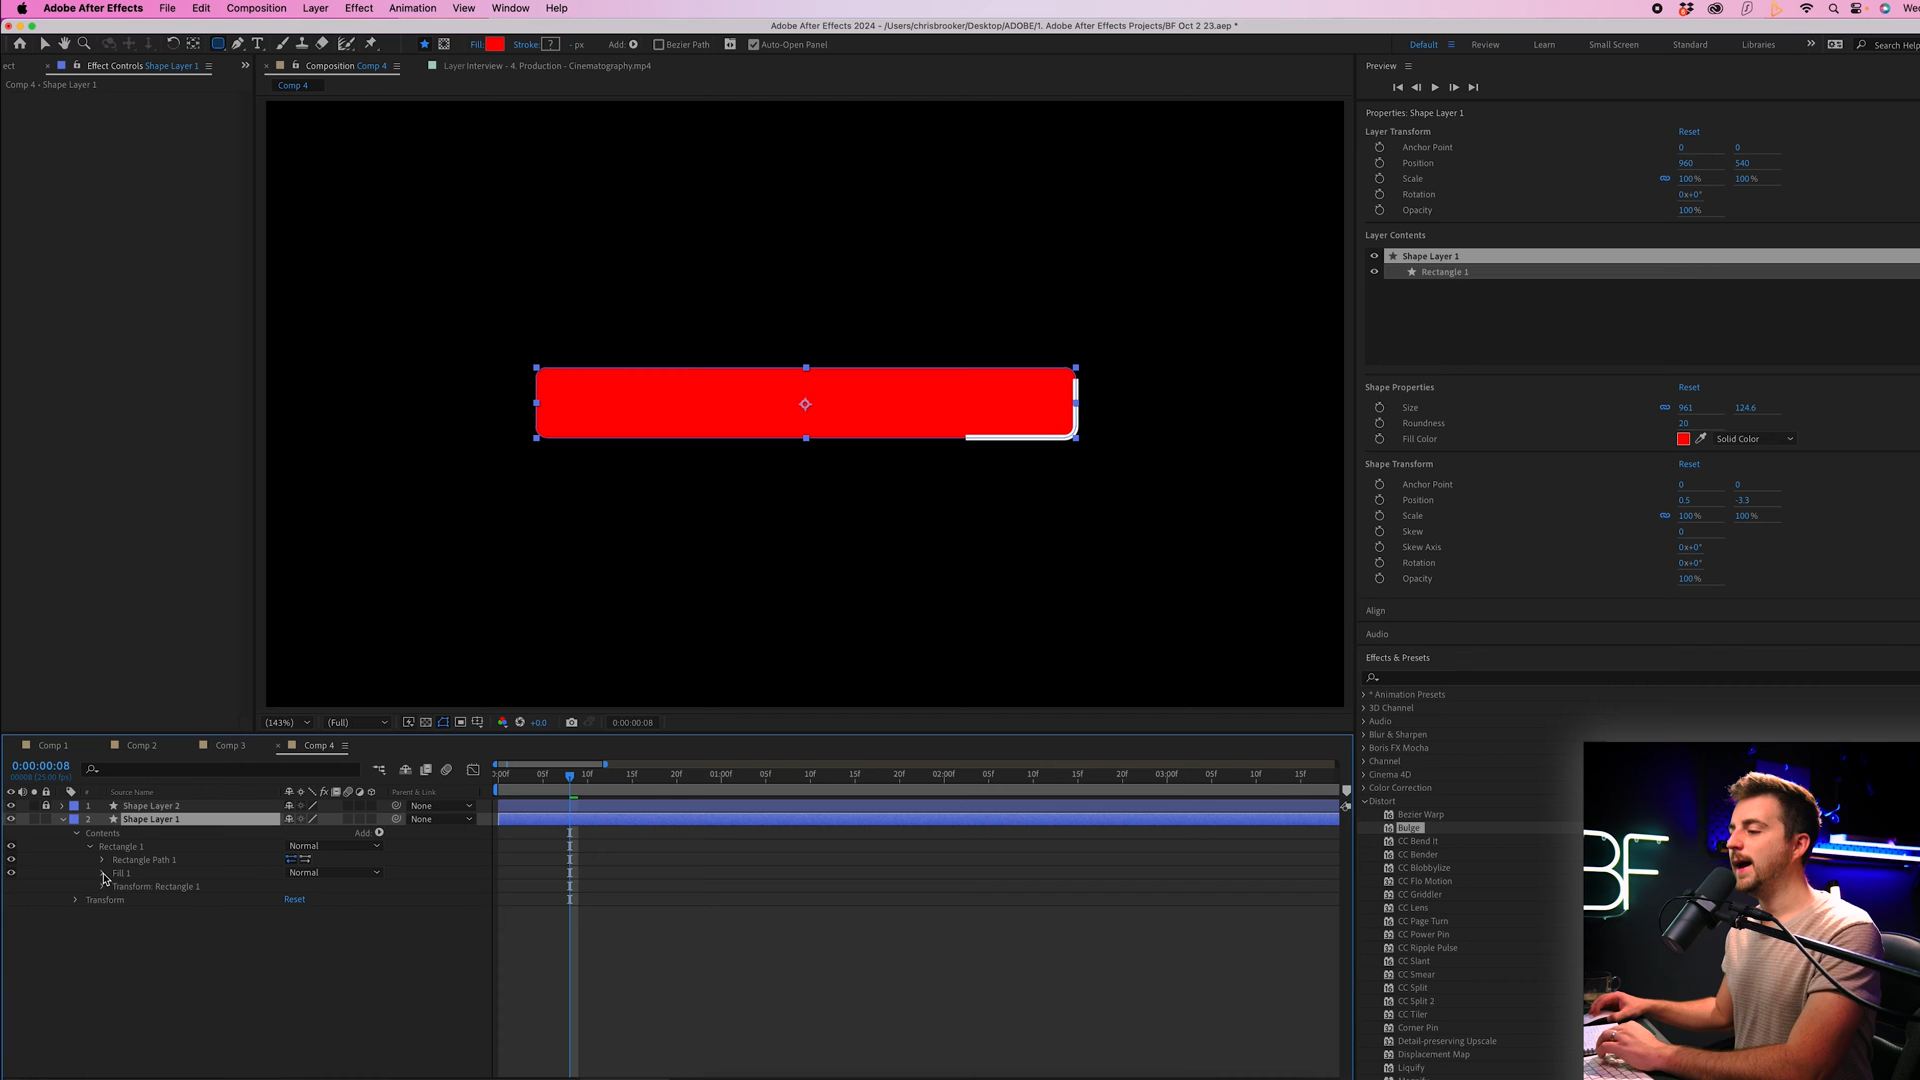 Adobe After Effects File Edit Composition Layer Effect Animation View Window Help
Adobe After Effects 2024 - /Users/chrisbrooker/Desktop/ADOBE/1. Adobe After Effects Projects/BF Oct 2 23.aep *
Fill: Stroke: ? - px Add: Bezier Path Auto-Open Panel Default Review Learn Small Screen Standard Libraries Search Help
Effect Controls Shape Layer 1 Composition Comp 4 Layer Interview - 4. Production - Cinematography.mp4 Preview
Comp 4 • Shape Layer 1
Comp 4
Properties: Shape Layer 1
Layer Transform Reset
Anchor Point 0 0
Position 960 540
Scale 100% 100%
Rotation 0x+0°
Opacity 100%
Layer Contents
Shape Layer 1
Rectangle 1
Shape Properties Reset
Size 961 124.6
Roundness 20
Fill Color Solid Color
Shape Transform Reset
Anchor Point 0 0
Position 0.5 -3.3
Scale 100% 100%
Skew 0
Skew Axis 0x+0°
Rotation 0x+0°
Opacity 100%
Align
Audio
Effects & Presets
* Animation Presets
3D Channel
Audio
Blur & Sharpen
Boris FX Mocha
Channel
Cinema 4D
Color Correction
Distort
Bezier Warp
Bulge
CC Bend It
CC Bender
CC Blobbylize
CC Flo Motion
CC Griddler
CC Lens
CC Page Turn
CC Power Pin
CC Ripple Pulse
CC Slant
CC Smear
CC Split
CC Split 2
CC Tiler
Corner Pin
Detail-preserving Upscale
Displacement Map
Liquify
(143%) (Full) +0.0 0:00:00:08
Comp 1 Comp 2 Comp 3 Comp 4
0:00:00:08
00008 (25.00 fps)
:00f 05f 10f 15f 20f 01:00f 05f 10f 15f 20f 02:00f 05f 10f 15f 20f 03:00f 05f 10f 15f
# Source Name fx Parent & Link
1 Shape Layer 2 None
2 Shape Layer 1 None
Contents Add:
Rectangle 1 Normal
Rectangle Path 1
Fill 1 Normal
Transform: Rectangle 1
Transform Reset
BF